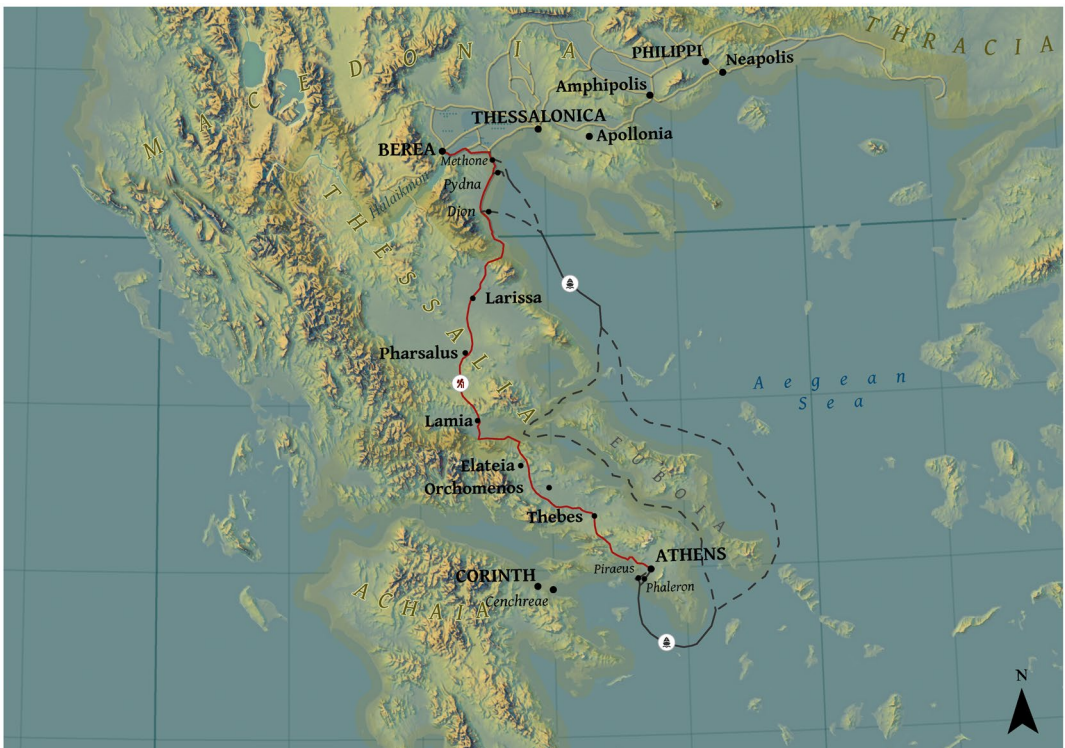 THRACIA
MACEDONIA
PHILIPPI
Neapolis
Amphipolis
THESSALONICA
Apollonia
BEREA
Methone
Pydna
Haliakmon
Dion
THESSALIA
Larissa
Pharsalus
Aegean
Sea
Lamia
EUBOIA
Elateia
Orchomenos
Thebes
ATHENS
Piraeus
Phaleron
CORINTH
Cenchreae
ACHAIA
N